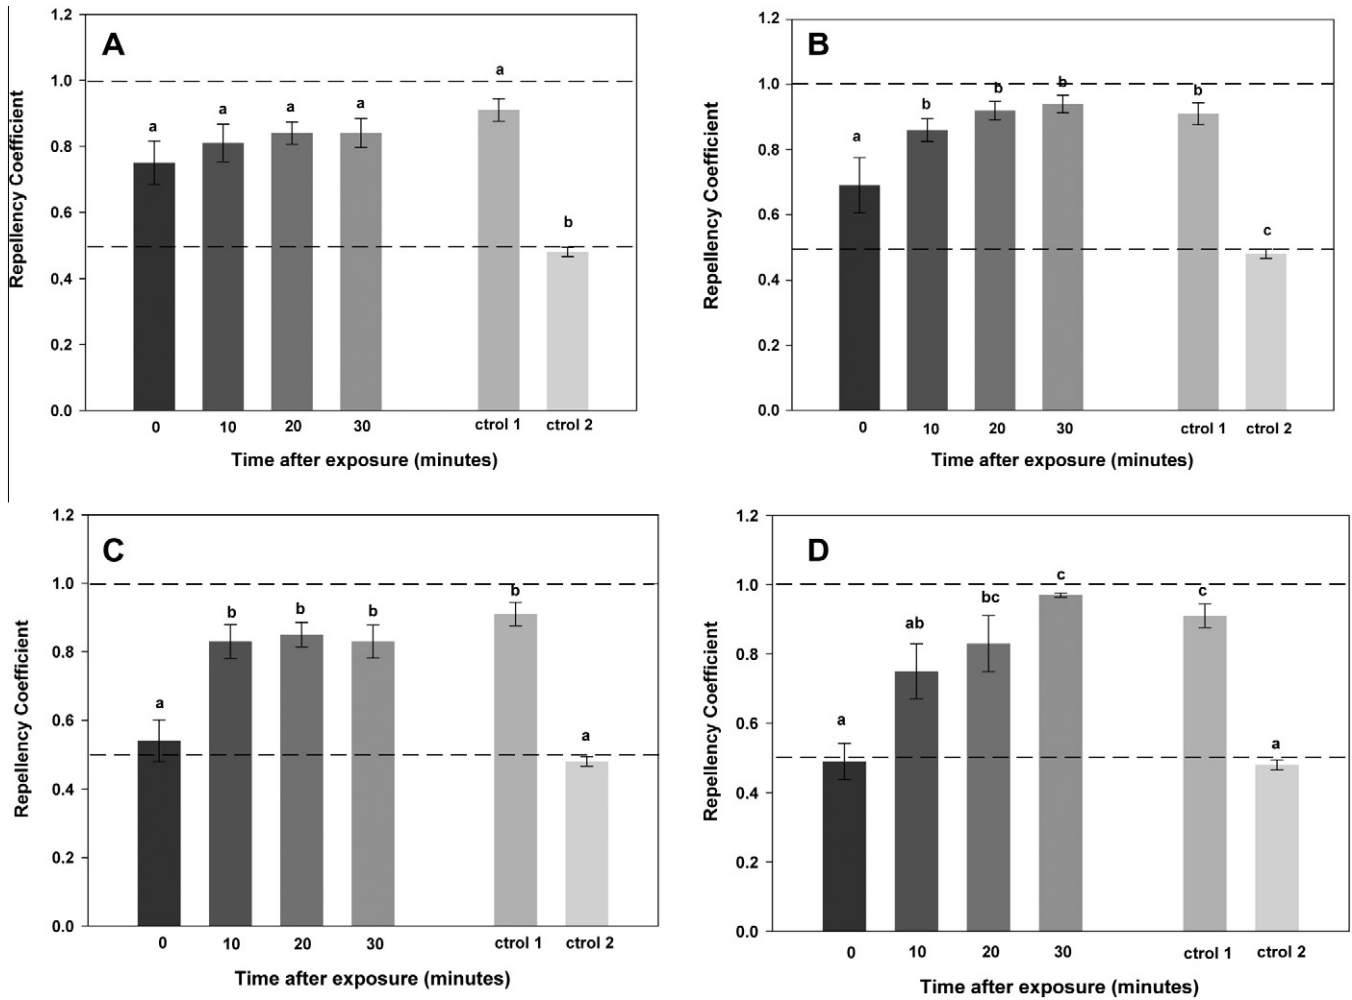 A
Repellency Coefficient
1.2
1.0
0.8
0.6
0.4
0.2
0.0
a
a
a
a
a
b
0 10 20 30 ctrol 1 ctrol 2
Time after exposure (minutes)
B
Repellency Coefficient
1.2
1.0
0.8
0.6
0.4
0.2
0.0
a
b
b
b
b
c
0 10 20 30 ctrol 1 ctrol 2
Time after exposure (minutes)
C
Repellency Coefficient
1.2
1.0
0.8
0.6
0.4
0.2
0.0
a
b
b
b
b
a
0 10 20 30 ctrol 1 ctrol 2
Time after exposure (minutes)
D
Repellency Coefficient
1.2
1.0
0.8
0.6
0.4
0.2
0.0
a
ab
bc
c
c
a
0 10 20 30 ctrol 1 ctrol 2
Time after exposure (minutes)